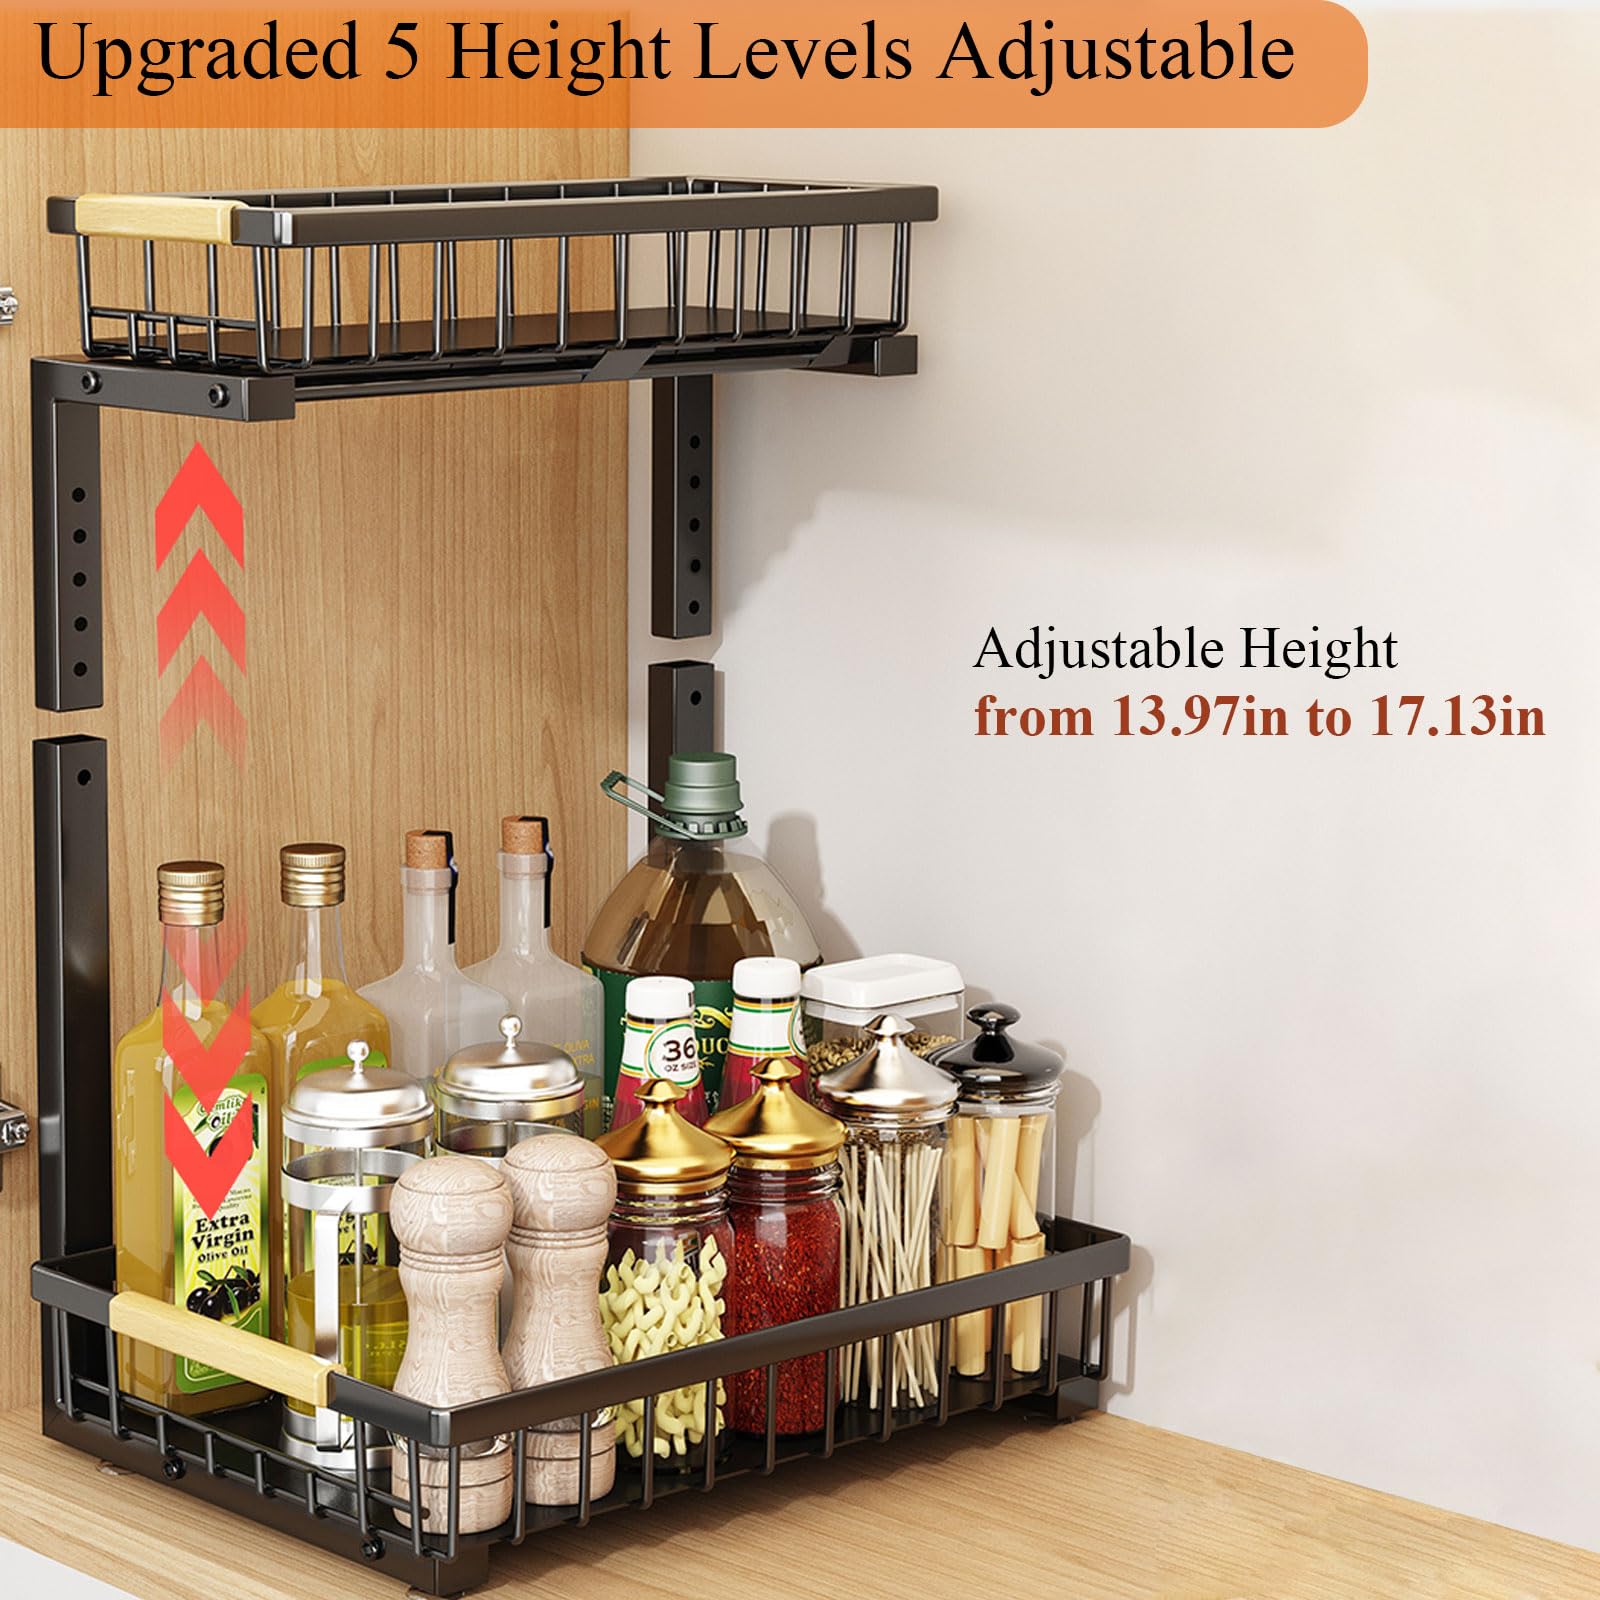 Upgraded 5 Height Levels Adjustable
Adjustable Height
from 13.97in to 17.13in
36
OZ SIZE
Oil
Extra
Virgin
Olive Oil